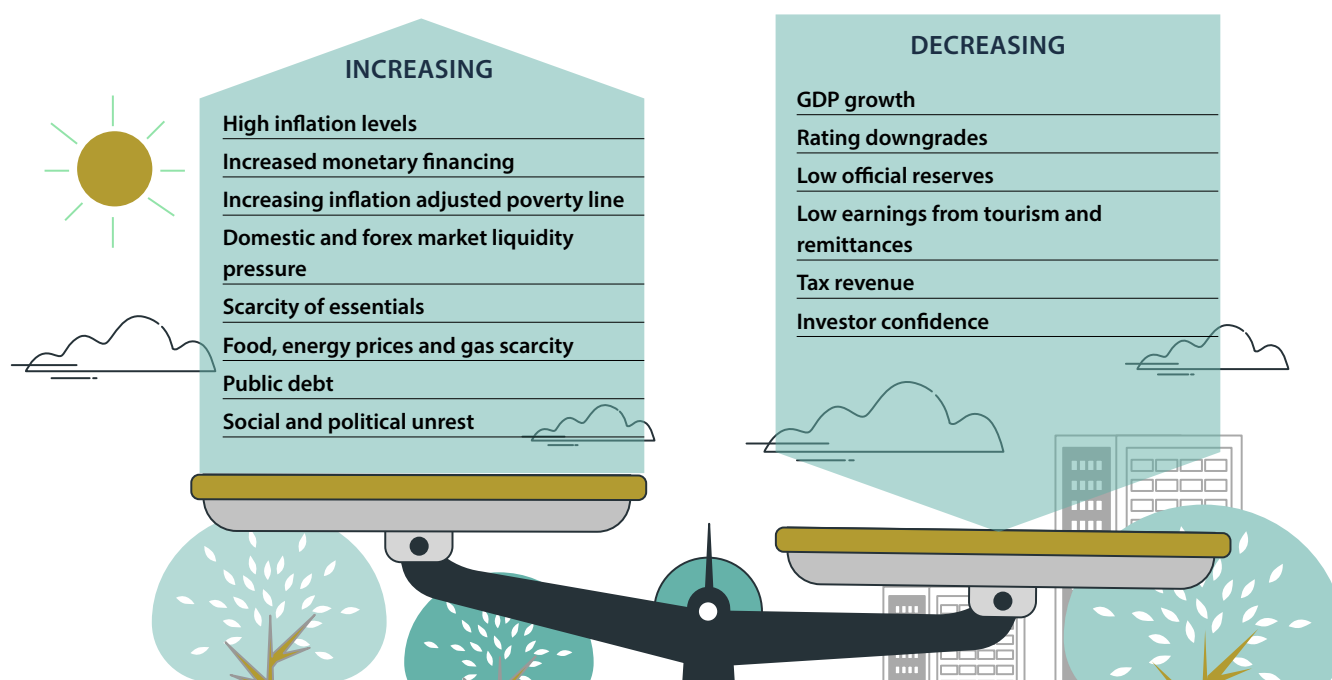 INCREASING
High inflation levels
Increased monetary financing
Increasing inflation adjusted poverty line
Domestic and forex market liquidity
pressure
Scarcity of essentials
Food, energy prices and gas scarcity
Public debt
Social and political unrest
DECREASING
GDP growth
Rating downgrades
Low official reserves
Low earnings from tourism and
remittances
Tax revenue
Investor confidence